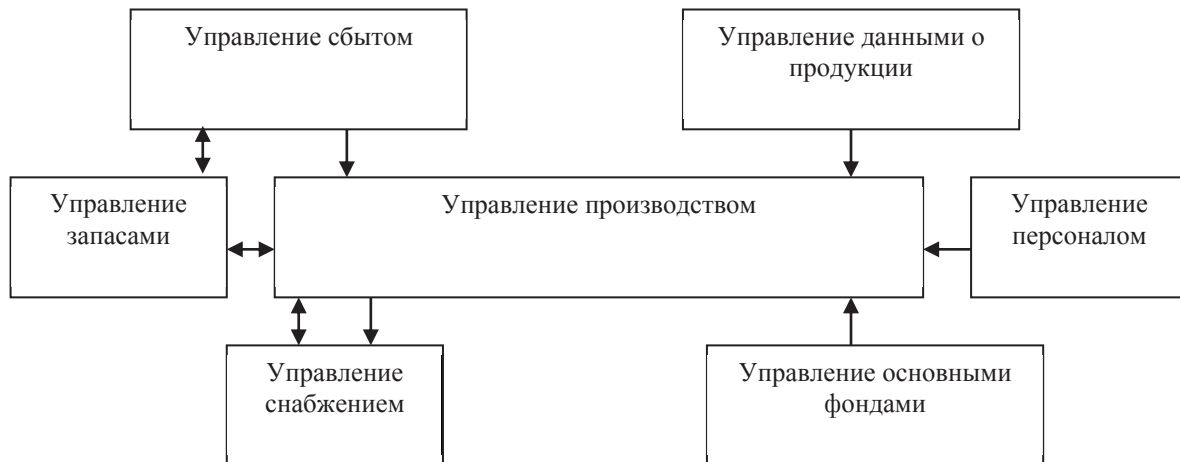 Управление сбытом
Управление данными о
продукции
Управление
запасами
Управление производством
Управление
персоналом
Управление
снабжением
Управление основными
фондами